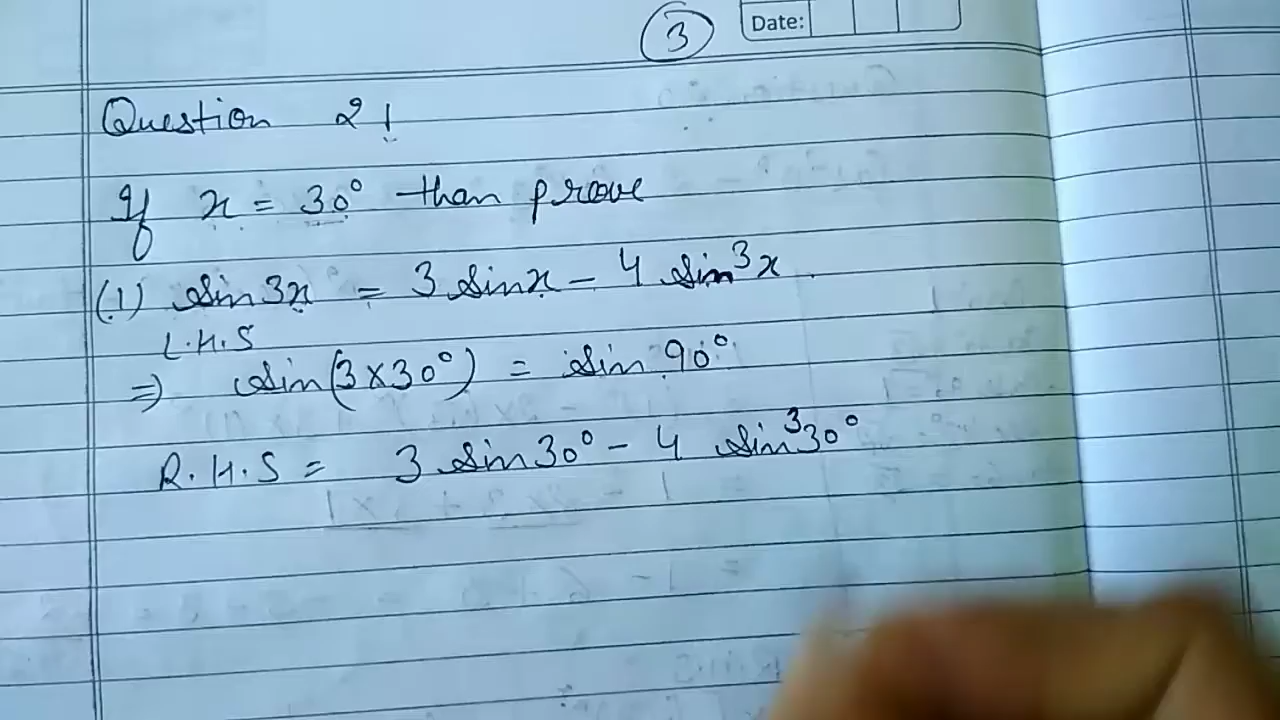 3 Date:
Question 2!
If x = 30° than prove
(1) sin3x = 3 sinx - 4 sin³x
L.H.S
⇒ sin(3×30°) = sin 90°
R.H.S = 3 sin30° - 4 sin³30°